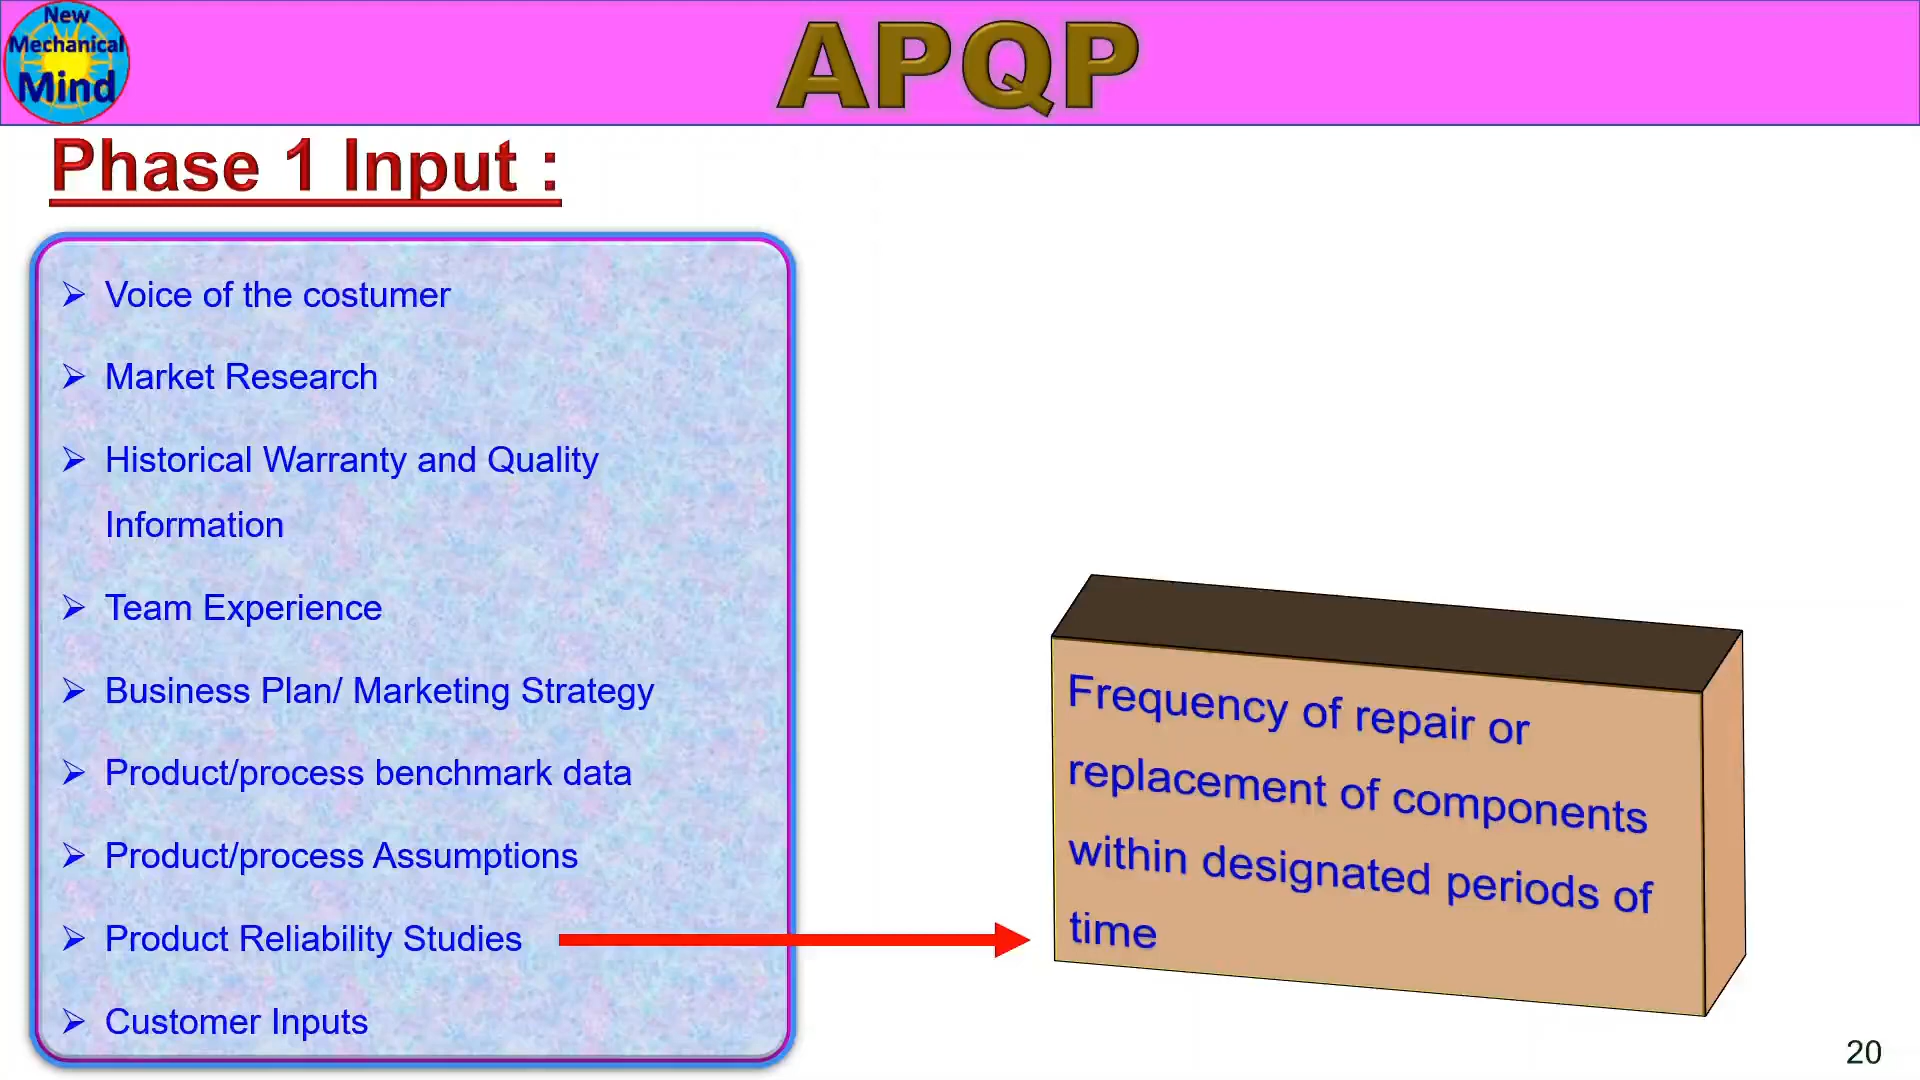 New
Mechanical
Mind
APQP
Phase 1 Input :
➢ Voice of the costumer
➢ Market Research
➢ Historical Warranty and Quality
Information
➢ Team Experience
➢ Business Plan/ Marketing Strategy
➢ Product/process benchmark data
➢ Product/process Assumptions
➢ Product Reliability Studies
➢ Customer Inputs
Frequency of repair or
replacement of components
within designated periods of
time
20